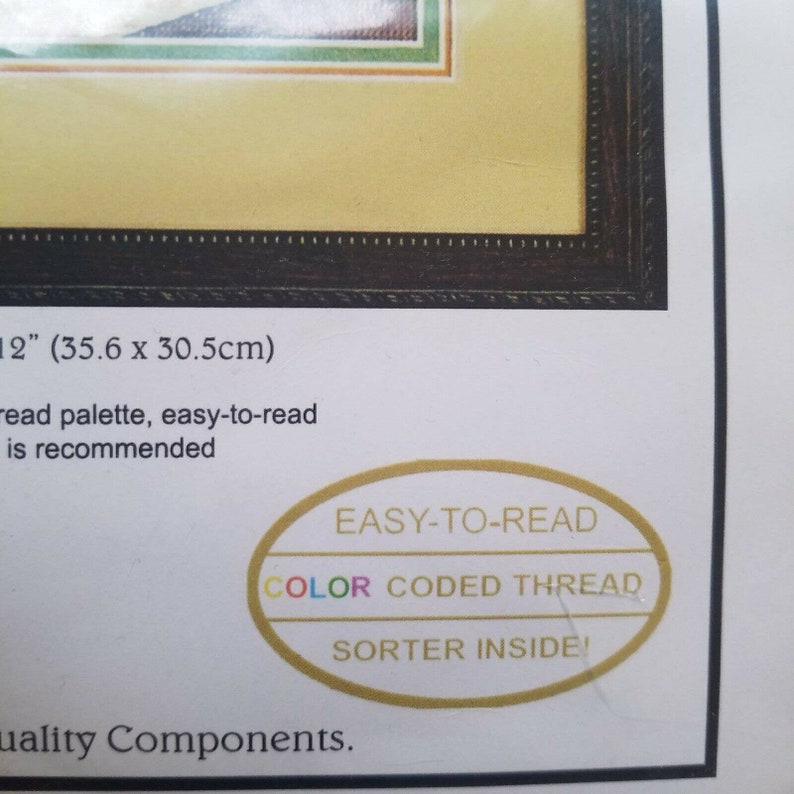 12” (35.6 x 30.5cm)
read palette, easy-to-read
is recommended
EASY-TO-READ
COLOR CODED THREAD
SORTER INSIDE!
uality Components.